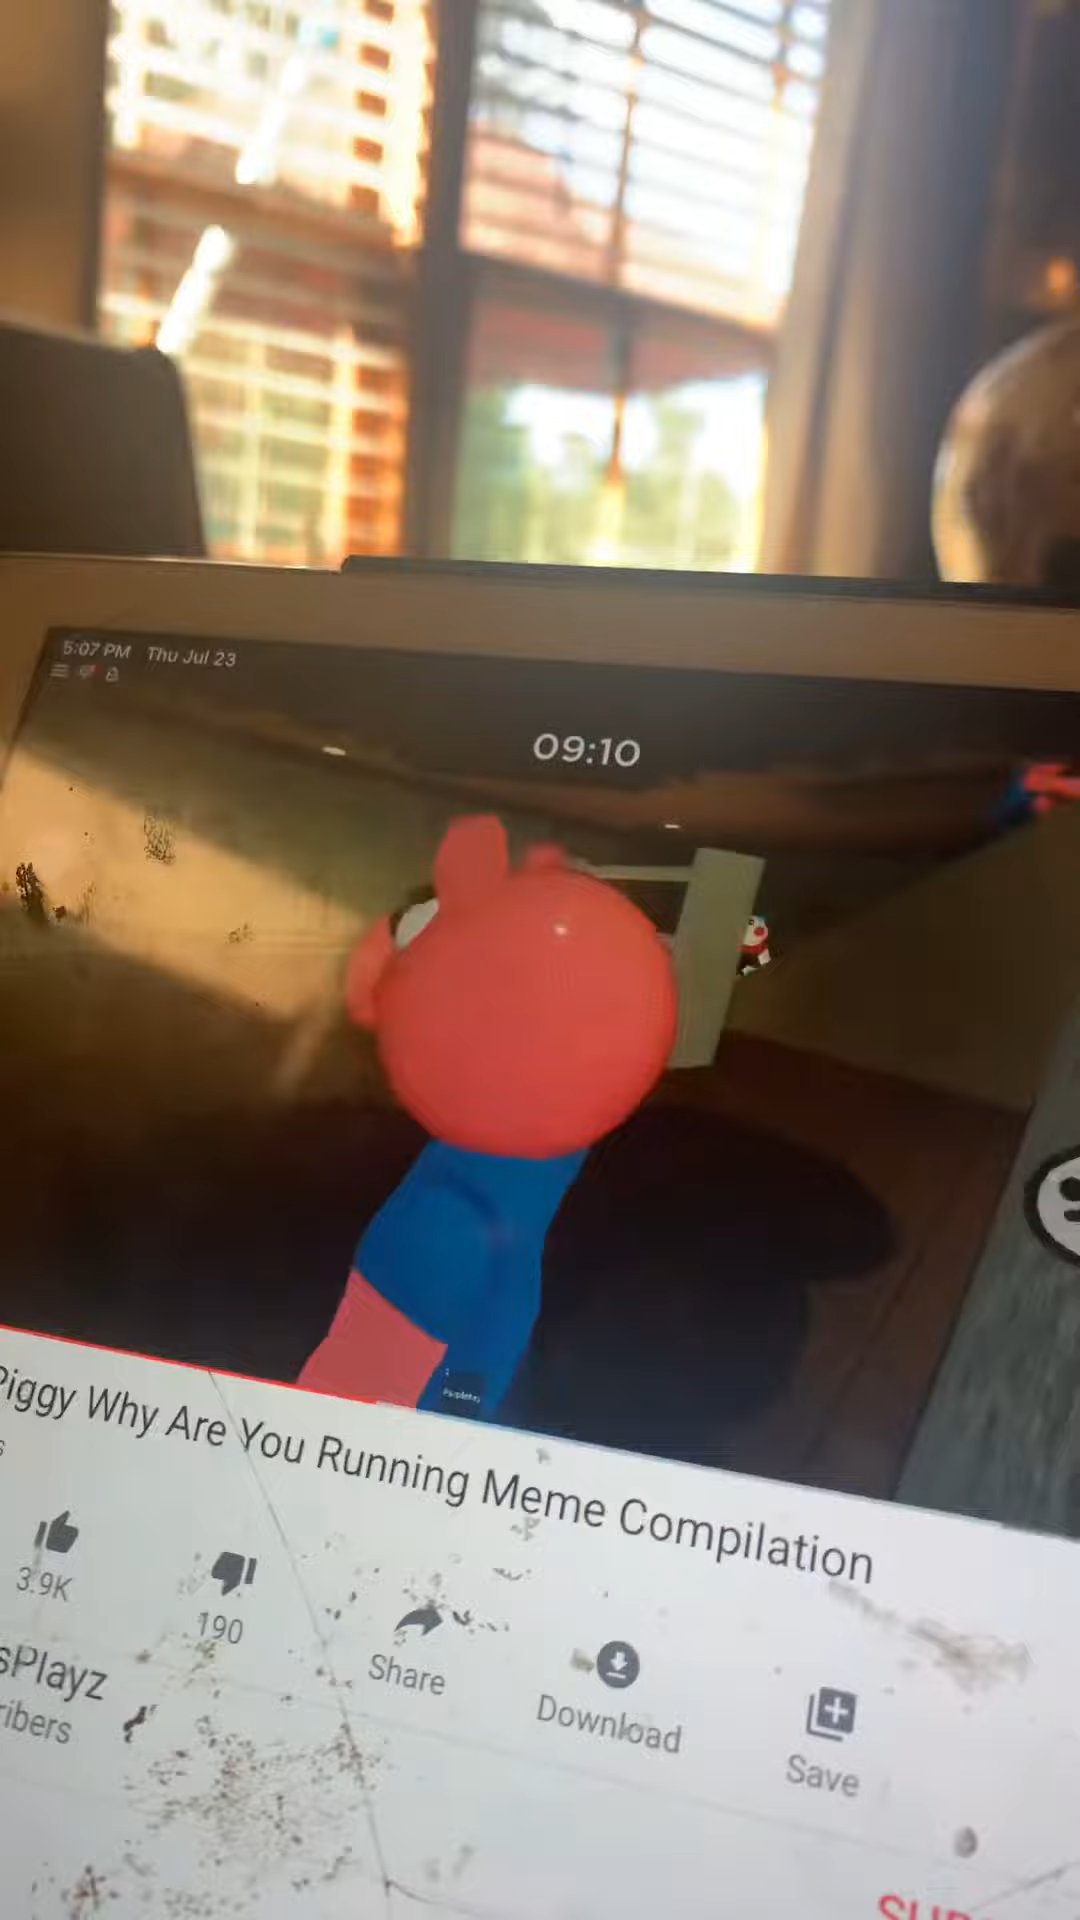 5:07 PM Thu Jul 23
09:10
Piggy Why Are You Running Meme Compilation
s
3.9K
190
Share
Download
Save
sPlayz
ribers